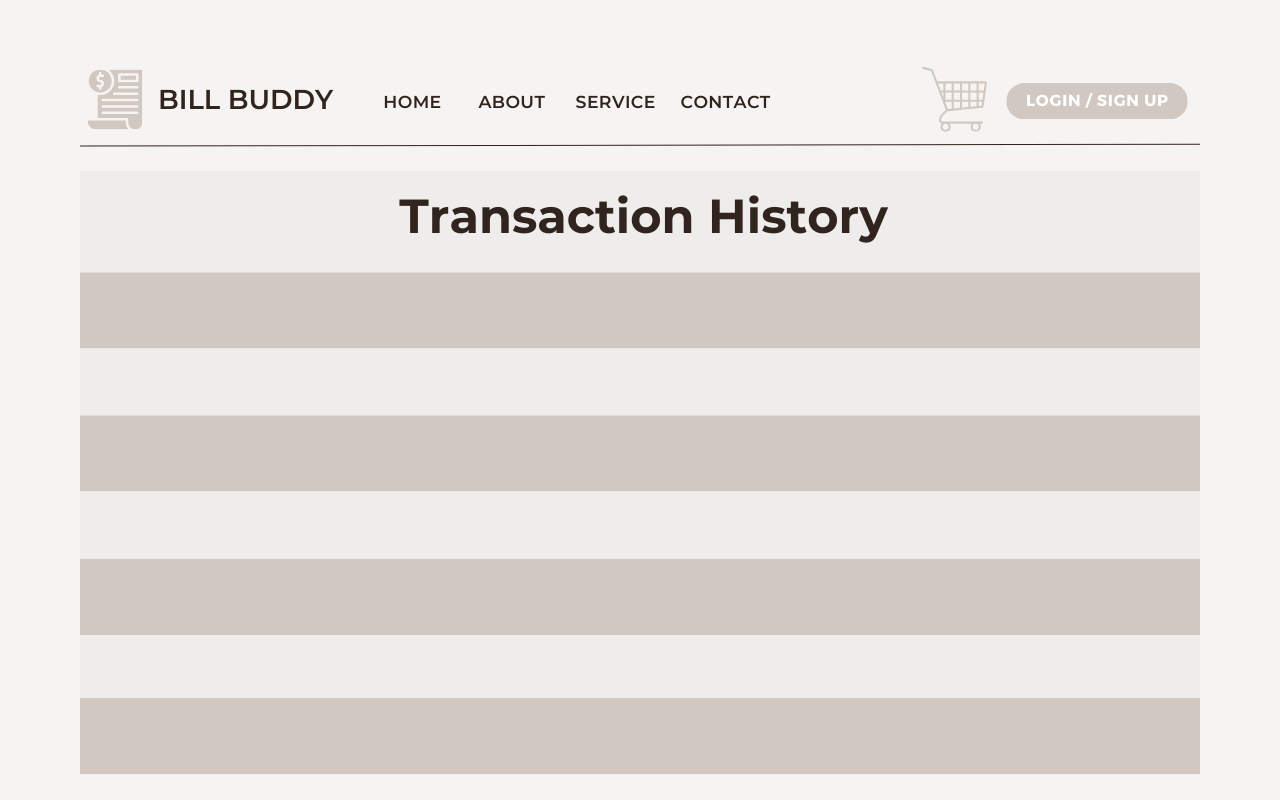 $
BILL BUDDY
HOME ABOUT SERVICE CONTACT
LOGIN / SIGN UP
Transaction History